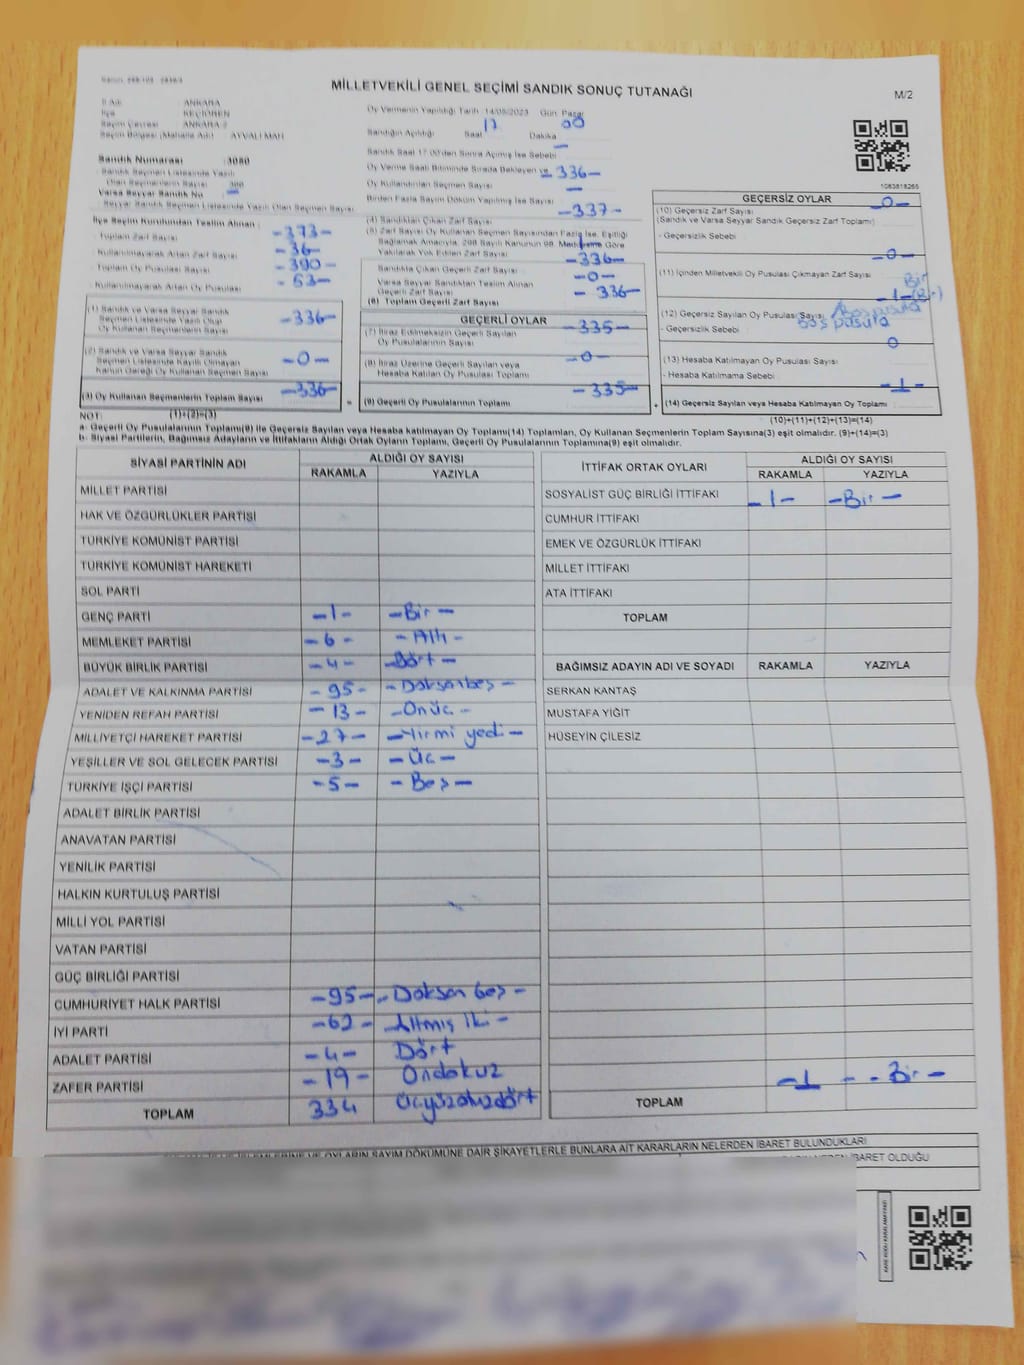 MİLLETVEKİLİ GENEL SEÇİMİ SANDIK SONUÇ TUTANAĞI
M/2
İl Adı : ANKARA
İlçe : KEÇİÖREN
Seçim Çevresi : ANKARA 2
Seçim Bölgesi (Mahalle Adı) : AYVALI MAH.
Sandık Numarası : 3080
Sandık Seçmen Listesinde Yazılı
Olan Seçmenlerin Sayısı
Varsa Seyyar Sandık No -
Seyyar Sandık Seçmen Listesinde Yazılı Olan Seçmen Sayısı
Oy Vermenin Yapıldığı Tarih 14/05/2023 Gün Pazar
Sandığın Açıldığı Saat 17 Dakika 00
Sandık Saat 17:00'den Sonra Açılmış İse Sebebi -
Oy Verme Saati Bitiminde Sırada Bekleyen ve
Oy Kullandırılan Seçmen Sayısı
-336-
Birden Fazla Sayım Döküm Yapılmış İse Sayısı -
İlçe Seçim Kurulundan Teslim Alınan :
- Toplam Zarf Sayısı -373-
- Kullanılmayarak Artan Zarf Sayısı -36-
- Toplam Oy Pusulası Sayısı -390-
- Kullanılmayarak Artan Oy Pusulası -53-
(1) Sandık ve Varsa Seyyar Sandık
Seçmen Listesinde Yazılı Olup
Oy Kullanan Seçmenlerin Sayısı -336-
(2) Sandık ve Varsa Seyyar Sandık
Seçmen Listesinde Kayıtlı Olmayan
Kanun Gereği Oy Kullanan Seçmen Sayısı -0-
(3) Oy Kullanan Seçmenlerin Toplam Sayısı -336-
(4) Sandıktan Çıkan Zarf Sayısı -337-
(5) Zarf Sayısı Oy Kullanan Seçmen Sayısından Fazla İse, Eşitliği
Sağlamak Amacıyla, 298 Sayılı Kanunun 98. Maddesine Göre
Yakılarak Yok Edilen Zarf Sayısı
Sandıkta Çıkan Geçerli Zarf Sayısı -336-
Varsa Seyyar Sandıktan Teslim Alınan
Geçerli Zarf Sayısı -0-
(6) Toplam Geçerli Zarf Sayısı -336-
GEÇERLİ OYLAR
(7) İtiraz Edilmeksizin Geçerli Sayılan
Oy Pusulalarının Sayısı -335-
(8) İtiraz Üzerine Geçerli Sayılan veya
Hesaba Katılan Oy Pusulası Toplamı -0-
(9) Geçerli Oy Pusulalarının Toplamı -335-
1083818265
GEÇERSİZ OYLAR
(10) Geçersiz Zarf Sayısı -0-
(Sandık ve Varsa Seyyar Sandık Geçersiz Zarf Toplamı)
- Geçersizlik Sebebi
(11) İçinden Milletvekili Oy Pusulası Çıkmayan Zarf Sayısı -0-
Bir
(12) Geçersiz Sayılan Oy Pusulası Sayısı -1- (Bir)
- Geçersizlik Sebebi Boş pusula
(13) Hesaba Katılmayan Oy Pusulası Sayısı 0
- Hesaba Katılmama Sebebi
(14) Geçersiz Sayılan veya Hesaba Katılmayan Oy Toplamı -1-
NOT: (1)+(2)=(3)
(10)+(11)+(12)+(13)=(14)
a- Geçerli Oy Pusulalarının Toplamı(9) ile Geçersiz Sayılan veya Hesaba Katılmayan Oy Toplamı(14) Toplamları, Oy Kullanan Seçmenlerin Toplam Sayısına(3) eşit olmalıdır. (9)+(14)=(3)
b- Siyasi Partilerin, Bağımsız Adayların ve İttifakların Aldığı Ortak Oyların Toplamı, Geçerli Oy Pusulalarının Toplamına(9) eşit olmalıdır.
SİYASİ PARTİNİN ADI ALDIĞI OY SAYISI
RAKAMLA YAZIYLA
MİLLET PARTİSİ
HAK VE ÖZGÜRLÜKLER PARTİSİ
TÜRKİYE KOMÜNİST PARTİSİ
TÜRKİYE KOMÜNİST HAREKETİ
SOL PARTİ
GENÇ PARTİ -1- -Bir-
MEMLEKET PARTİSİ -6- -Altı-
BÜYÜK BİRLİK PARTİSİ -4- -Dört-
ADALET VE KALKINMA PARTİSİ -95- -Doksanbeş-
YENİDEN REFAH PARTİSİ -13- -Onüç-
MİLLİYETÇİ HAREKET PARTİSİ -27- -Yirmi yedi-
YEŞİLLER VE SOL GELECEK PARTİSİ -3- -Üç-
TÜRKİYE İŞÇİ PARTİSİ -5- -Beş-
ADALET BİRLİK PARTİSİ
ANAVATAN PARTİSİ
YENİLİK PARTİSİ
HALKIN KURTULUŞ PARTİSİ
MİLLİ YOL PARTİSİ
VATAN PARTİSİ
GÜÇ BİRLİĞİ PARTİSİ
CUMHURİYET HALK PARTİSİ -95- -Doksan beş-
İYİ PARTİ -62- -Altmış iki-
ADALET PARTİSİ -4- Dört
ZAFER PARTİSİ -19- Ondokuz
TOPLAM 334 Üçyüzotuzdört
İTTİFAK ORTAK OYLARI ALDIĞI OY SAYISI
RAKAMLA YAZIYLA
SOSYALİST GÜÇ BİRLİĞİ İTTİFAKI -1- -Bir-
CUMHUR İTTİFAKI
EMEK VE ÖZGÜRLÜK İTTİFAKI
MİLLET İTTİFAKI
ATA İTTİFAKI
TOPLAM
BAĞIMSIZ ADAYIN ADI VE SOYADI RAKAMLA YAZIYLA
SERKAN KANTAŞ
MUSTAFA YİĞİT
HÜSEYİN ÇİLESİZ
-1- -Bir-
TOPLAM
İŞLEMLERİNE VE OYLARIN SAYIM DÖKÜMÜNE DAİR ŞİKAYETLERLE BUNLARA AİT KARARLARIN NELERDEN İBARET BULUNDUKLARI
İBARET OLDUĞU